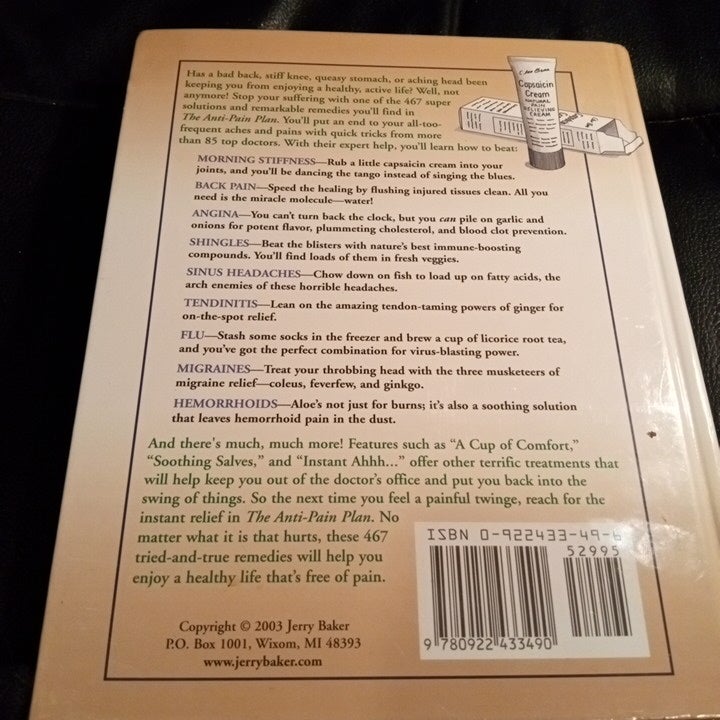 Has a bad back, stiff knee, queasy stomach, or aching head been
keeping you from enjoying a healthy, active life? Well, not
anymore! Stop your suffering with one of the 467 super
solutions and remarkable remedies you'll find in
The Anti-Pain Plan. You'll put an end to your all-too-
frequent aches and pains with quick tricks from more
than 85 top doctors. With their expert help, you'll learn how to beat:
Capsaicin
Cream
NATURAL
PAIN
RELIEVING
CREAM
MORNING STIFFNESS—Rub a little capsaicin cream into your
joints, and you'll be dancing the tango instead of singing the blues.
BACK PAIN—Speed the healing by flushing injured tissues clean. All you
need is the miracle molecule—water!
ANGINA—You can't turn back the clock, but you can pile on garlic and
onions for potent flavor, plummeting cholesterol, and blood clot prevention.
SHINGLES—Beat the blisters with nature's best immune-boosting
compounds. You'll find loads of them in fresh veggies.
SINUS HEADACHES—Chow down on fish to load up on fatty acids, the
arch enemies of these horrible headaches.
TENDINITIS—Lean on the amazing tendon-taming powers of ginger for
on-the-spot relief.
FLU—Stash some socks in the freezer and brew a cup of licorice root tea,
and you've got the perfect combination for virus-blasting power.
MIGRAINES—Treat your throbbing head with the three musketeers of
migraine relief—coleus, feverfew, and ginkgo.
HEMORRHOIDS—Aloe's not just for burns; it's also a soothing solution
that leaves hemorrhoid pain in the dust.
And there's much, much more! Features such as "A Cup of Comfort,"
"Soothing Salves," and "Instant Ahhh..." offer other terrific treatments that
will help keep you out of the doctor's office and put you back into the
swing of things. So the next time you feel a painful twinge, reach for the
instant relief in The Anti-Pain Plan. No
matter what it is that hurts, these 467
tried-and-true remedies will help you
enjoy a healthy life that's free of pain.
ISBN 0-922433-49-6
52995
9 780922 433490
Copyright © 2003 Jerry Baker
P.O. Box 1001, Wixom, MI 48393
www.jerrybaker.com